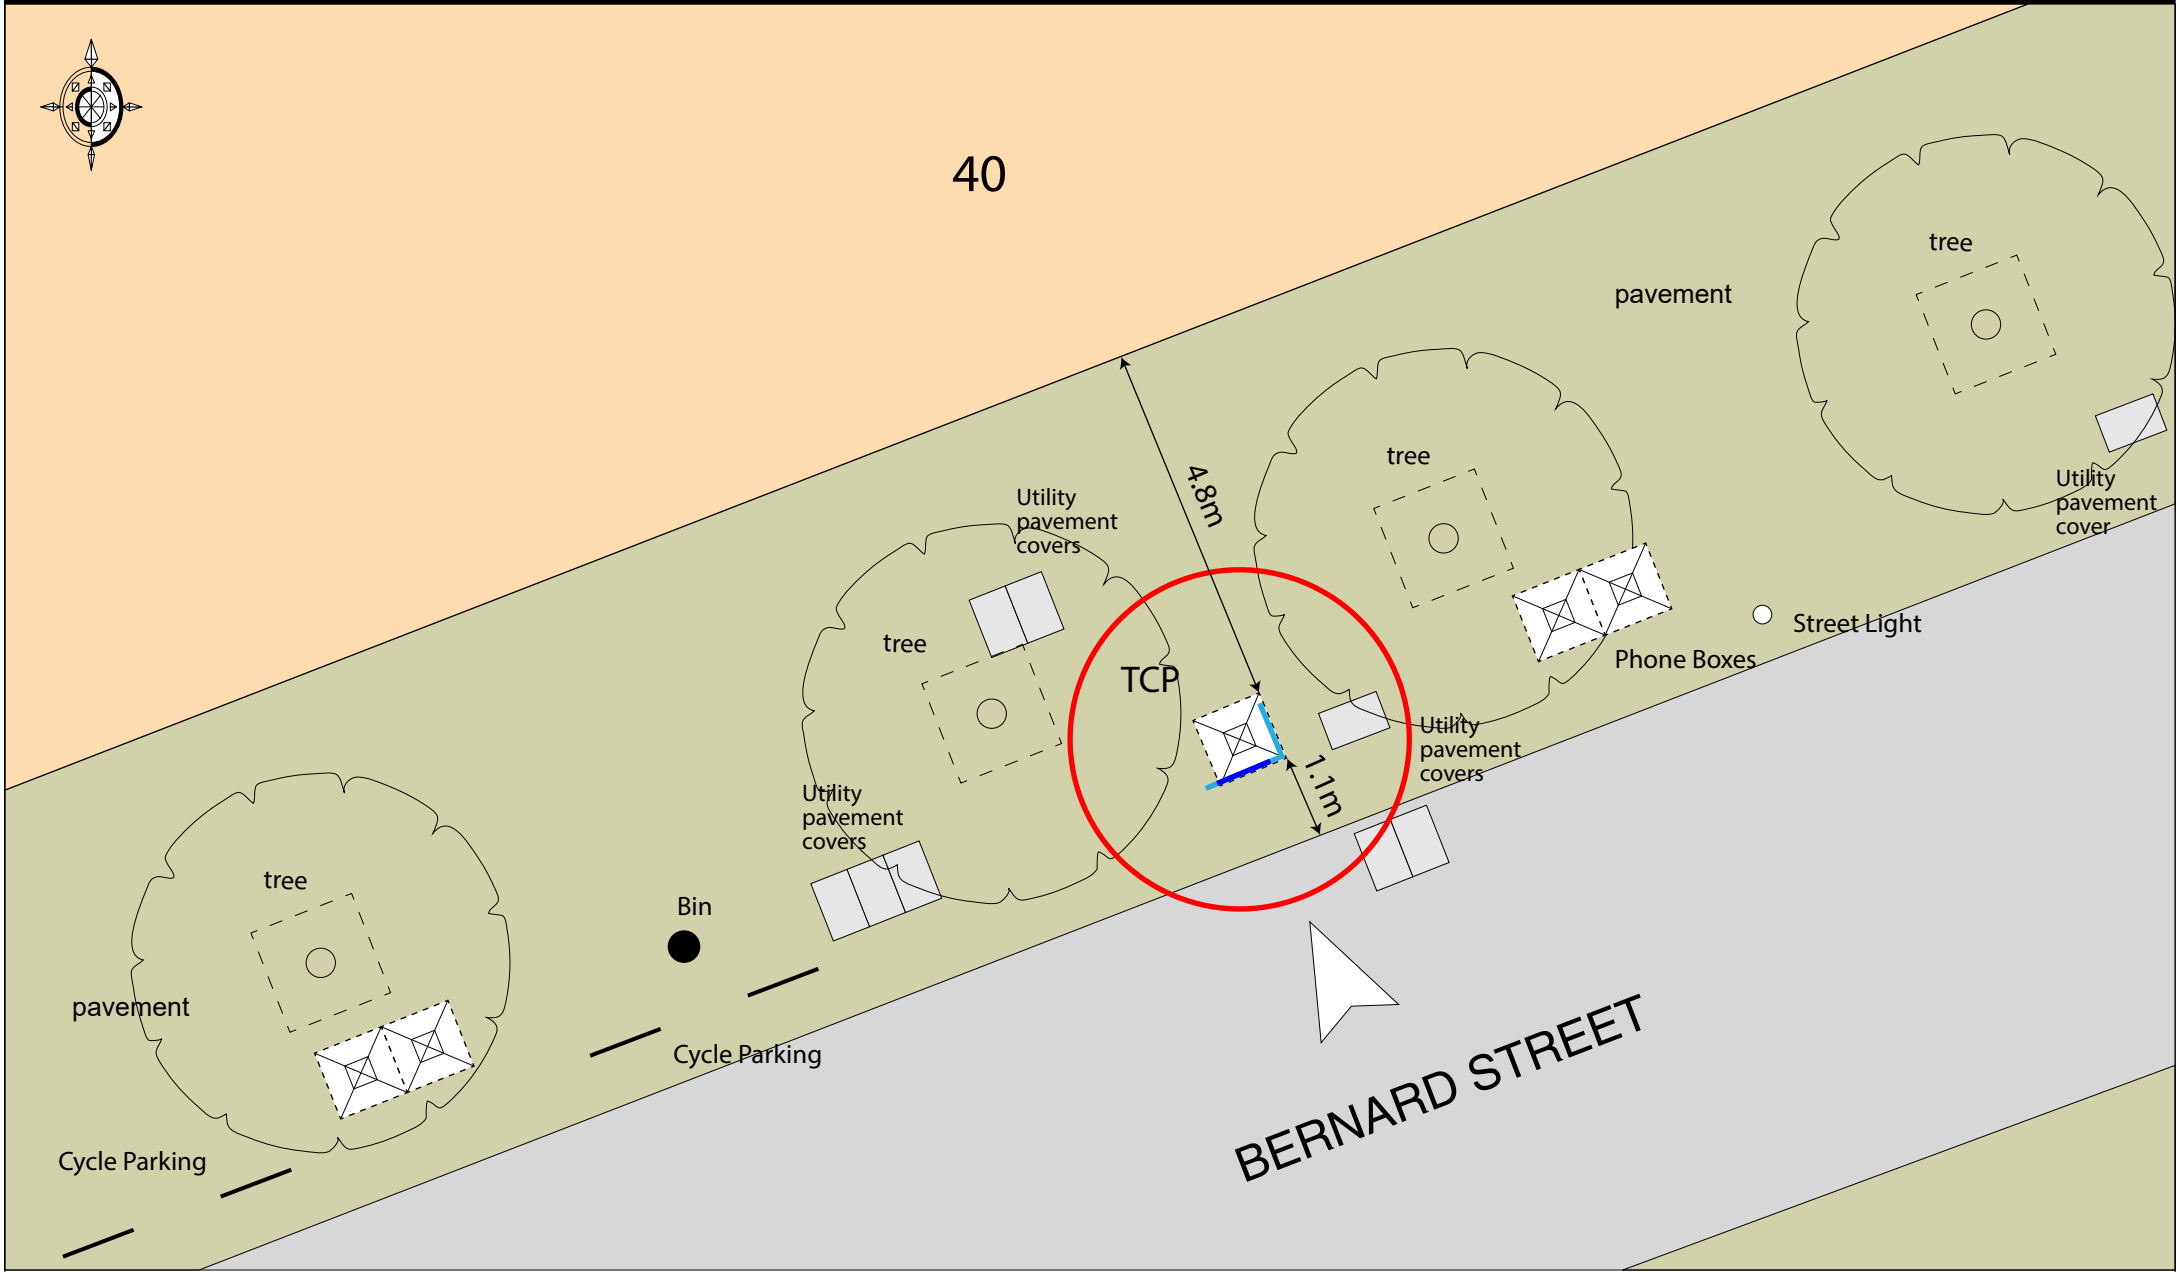 40
tree
pavement
tree
4.8m
Utility
pavement
cover
Utility
pavement
covers
Street Light
tree
Phone Boxes
TCP
Utility
pavement
covers
1.1m
Utility
pavement
covers
tree
Bin
pavement
Cycle Parking
BERNARD STREET
Cycle Parking